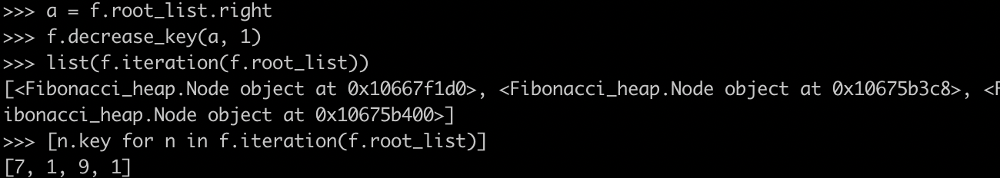 >>> a = f.root_list.right
>>> f.decrease_key(a, 1)
>>> list(f.iteration(f.root_list))
[<Fibonacci_heap.Node object at 0x10667f1d0>, <Fibonacci_heap.Node object at 0x10675b3c8>, <F
ibonacci_heap.Node object at 0x10675b400>]
>>> [n.key for n in f.iteration(f.root_list)]
[7, 1, 9, 1]